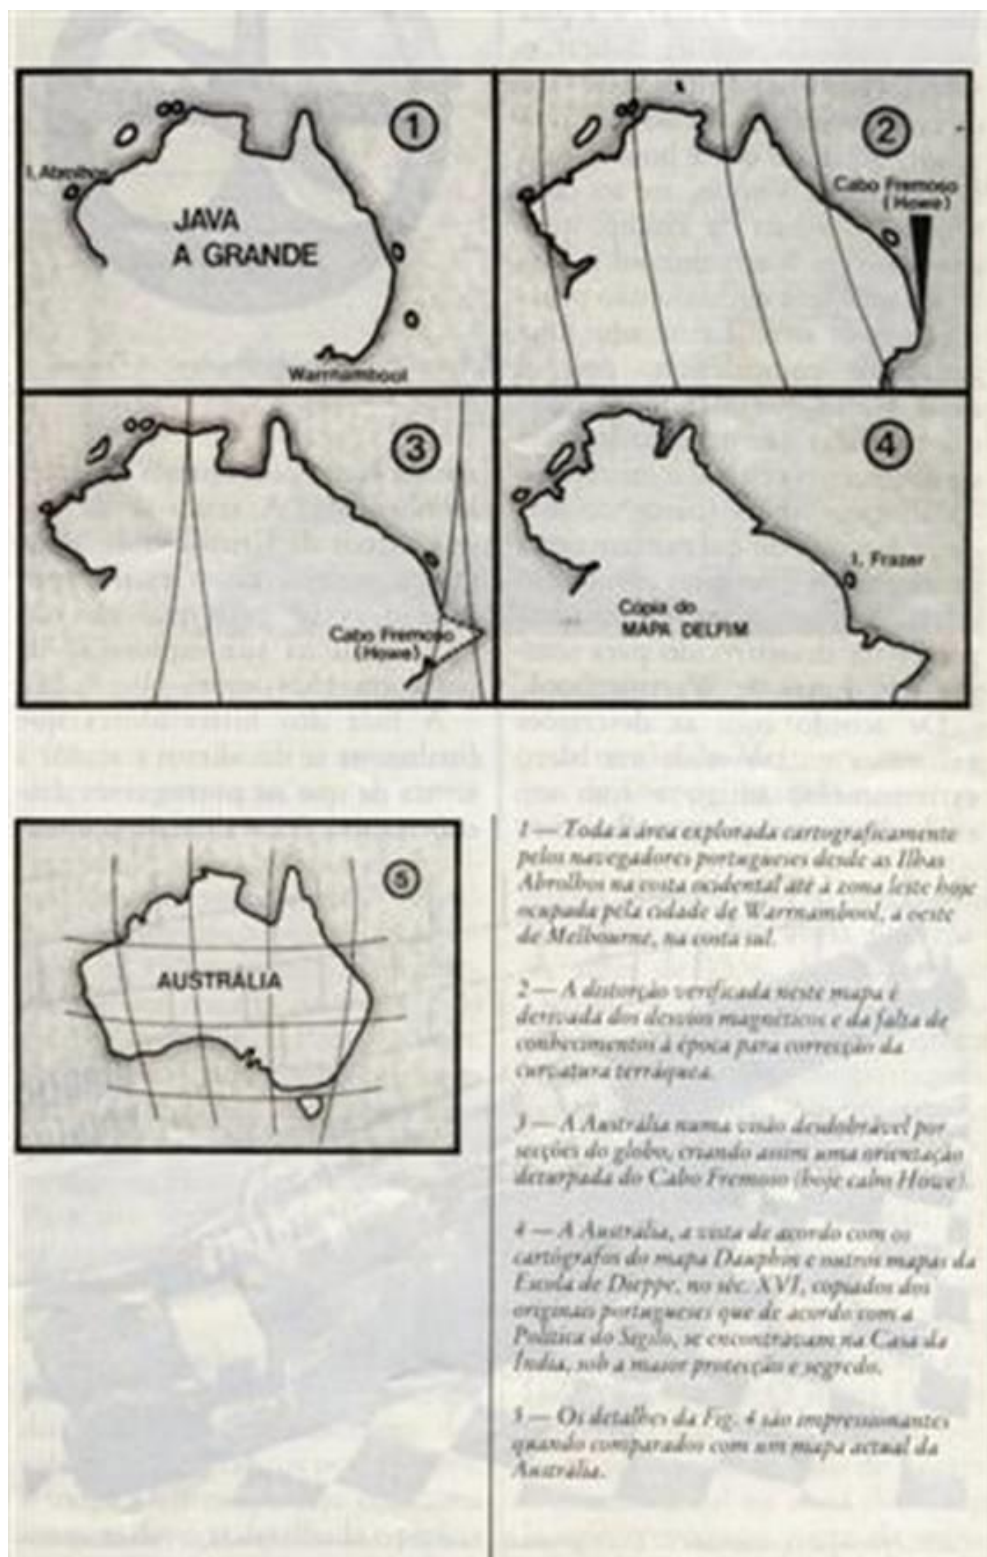 1
I, Abrolhos
JAVA
A GRANDE
Warrnambool
2
Cabo Fremoso
(Howe)
3
Cabo Fremoso
(Howe)
4
I, Frazer
Cópia do
MAPA DELFIM
5
AUSTRÁLIA
1 — Toda a área explorada cartograficamente
pelos navegadores portugueses desde as Ilhas
Abrolhos na costa ocidental até à zona leste hoje
ocupada pela cidade de Warrnambool, a oeste
de Melbourne, na costa sul.
2 — A distorção verificada neste mapa é
derivada dos desvios magnéticos e da falta de
conhecimentos à época para correcção da
curvatura terráquea.
3 — A Austrália numa visão desdobrável por
secções do globo, criando assim uma orientação
deturpada do Cabo Fremoso (hoje cabo Howe).
4 — A Austrália, a vista de acordo com os
cartógrafos do mapa Dauphin e outros mapas da
Escola de Dieppe, no séc. XVI, copiados dos
originais portugueses que de acordo com a
Política do Sigilo, se encontravam na Casa da
Índia, sob a maior protecção e segredo.
5 — Os detalhes da Fig. 4 são impressionantes
quando comparados com um mapa actual da
Austrália.